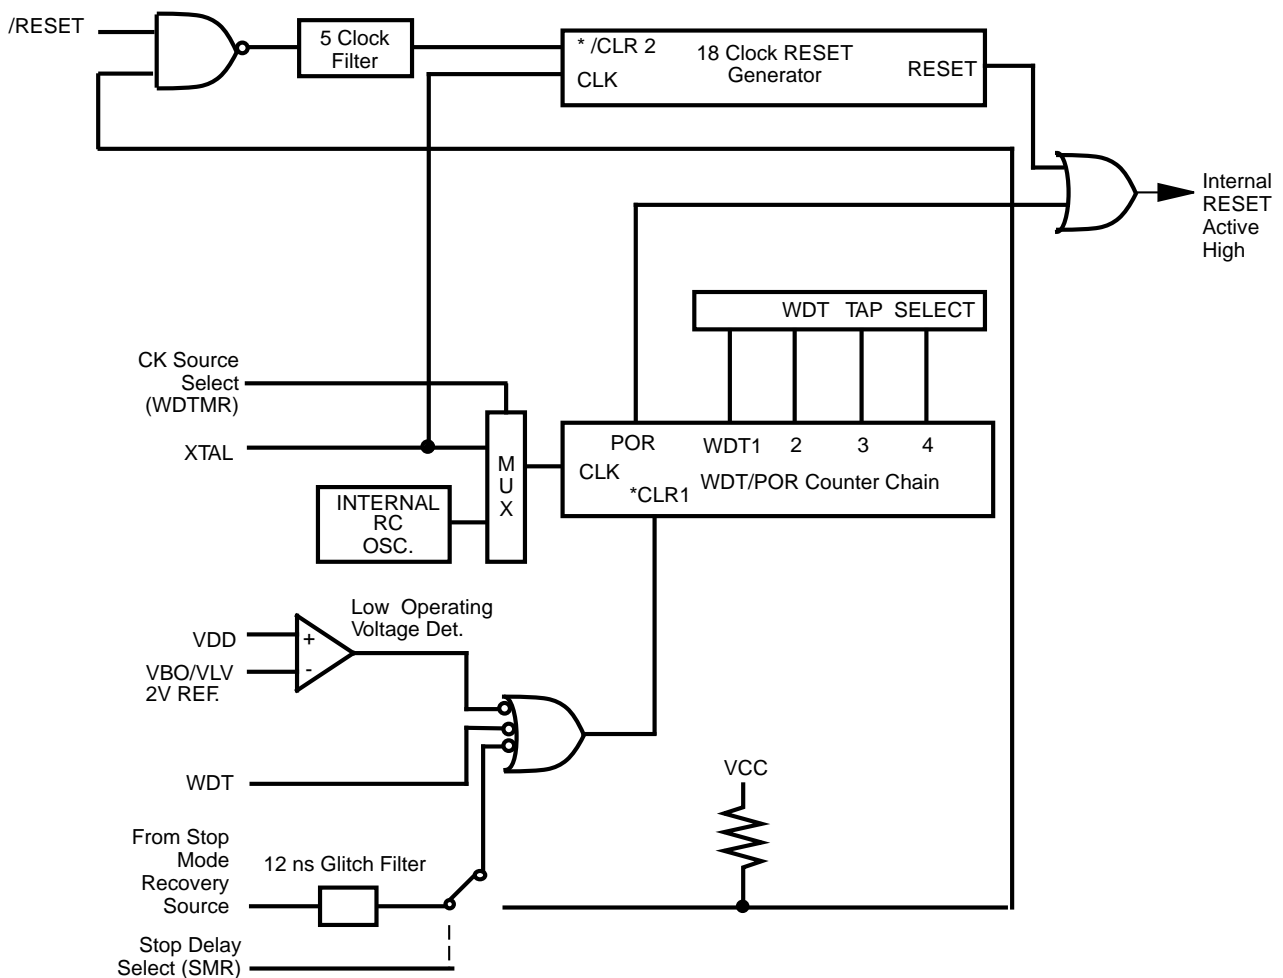 /RESET
5 Clock
Filter
* /CLR 2
CLK
18 Clock RESET
Generator
RESET
Internal
RESET
Active
High
WDT TAP SELECT
CK Source
Select
(WDTMR)
XTAL
M
U
X
INTERNAL
RC
OSC.
POR
WDT1 2 3 4
CLK
*CLR1
WDT/POR Counter Chain
Low Operating
Voltage Det.
VDD
+
VBO/VLV
2V REF.
-
WDT
VCC
From Stop
Mode
Recovery
Source
12 ns Glitch Filter
Stop Delay
Select (SMR)